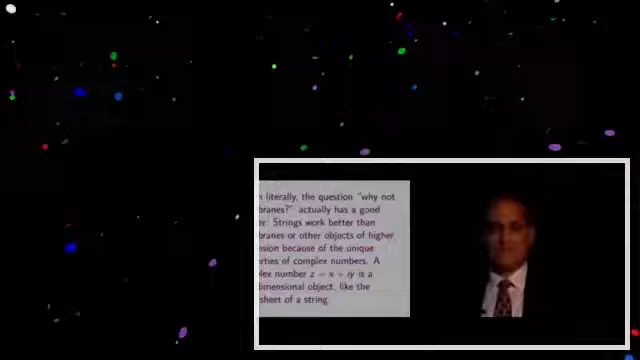 literally, the question "why not
branes?" actually has a good
er: Strings work better than
branes or other objects of higher
nsion because of the unique
erties of complex numbers. A
lex number z = x + iy is a
dimensional object, like the
sheet of a string